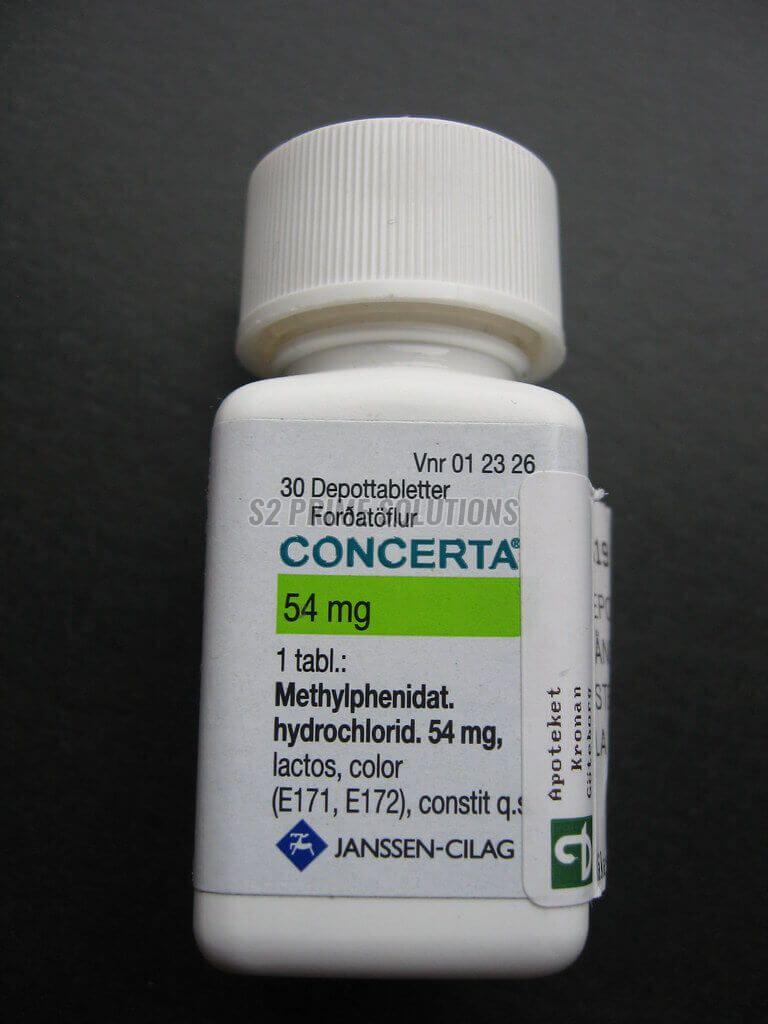 Vnr 01 23 26
30 Depottabletter
Forðatöflur
S2 PRIME SOLUTIONS
CONCERTA®
54 mg
1 tabl.:
Methylphenidat.
hydrochlorid. 54 mg,
lactos, color
(E171, E172), constit q.s
JANSSEN-CILAG
Apoteket
Kronan
Göteborg